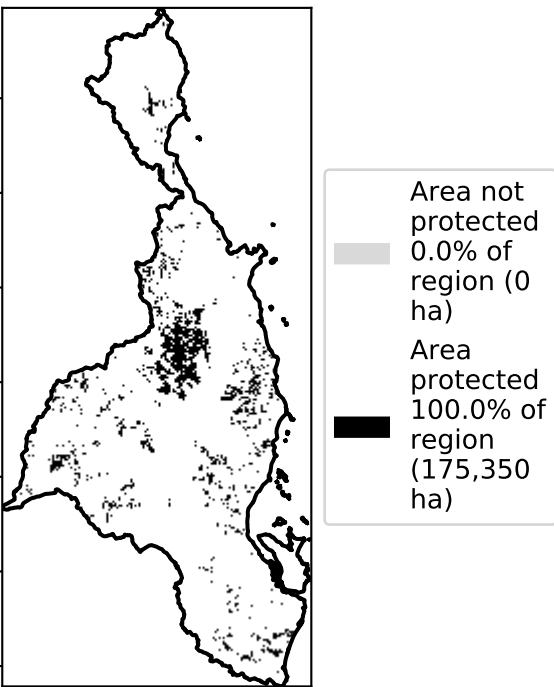 Area not
protected
0.0% of
region (0
ha)
Area
protected
100.0% of
region
(175,350
ha)